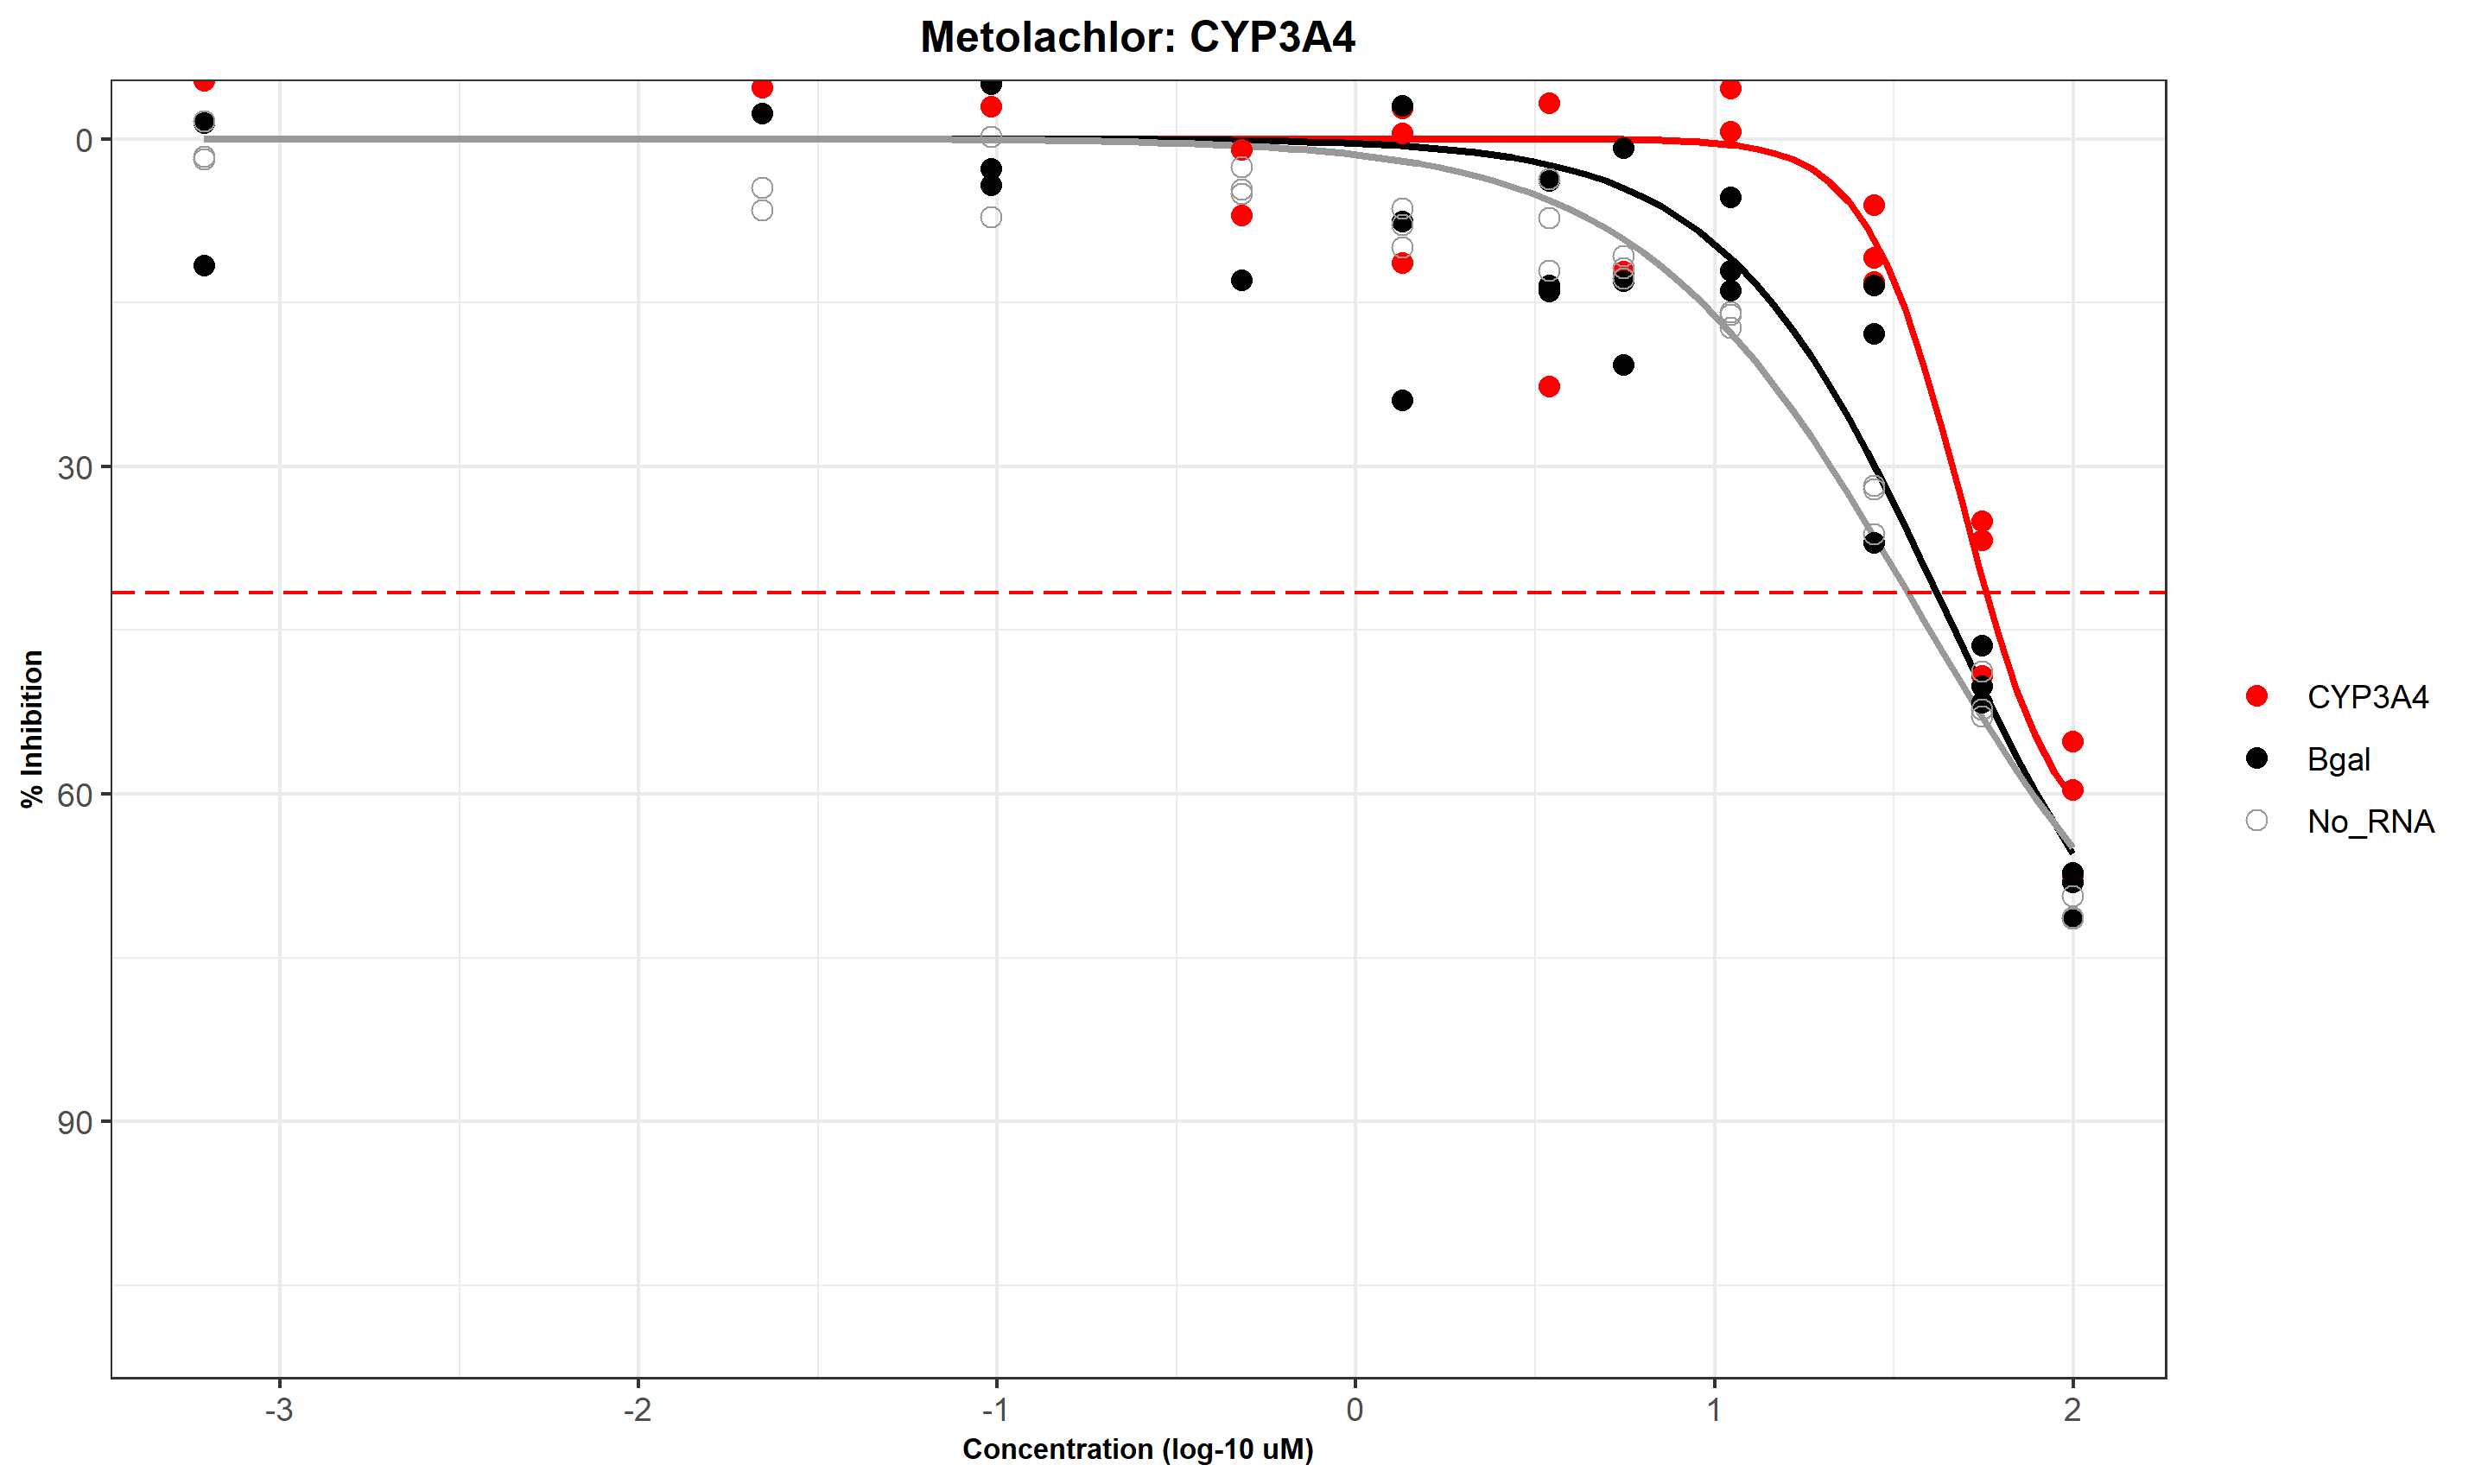 Metolachlor: CYP3A4
% Inhibition
0
30
60
90
-3
-2
-1
0
1
2
Concentration (log-10 uM)
CYP3A4
Bgal
No_RNA